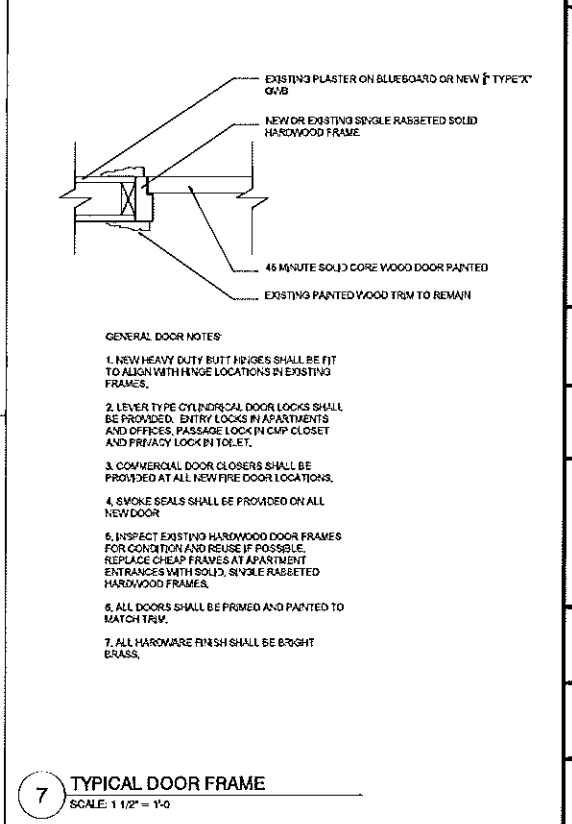 EXISTING PLASTER ON BLUEBOARD OR NEW TYPE"X"
GWB
NEW OR EXISTING SINGLE RABBETED SOLID
HARDWOOD FRAME
45 MINUTE SOLID CORE WOOD DOOR PAINTED
EXISTING PAINTED WOOD TRIM TO REMAIN
GENERAL DOOR NOTES:
1. NEW HEAVY DUTY BUTT HINGES SHALL BE FIT
TO ALIGN WITH HINGE LOCATIONS IN EXISTING
FRAMES.
2. LEVER TYPE CYLINDRICAL DOOR LOCKS SHALL
BE PROVIDED. ENTRY LOCKS IN APARTMENTS
AND OFFICES, PASSAGE LOCK IN CMP CLOSET
AND PRIVACY LOCK IN TOILET.
3. COMMERCIAL DOOR CLOSERS SHALL BE
PROVIDED AT ALL NEW FIRE DOOR LOCATIONS.
4. SMOKE SEALS SHALL BE PROVIDED ON ALL
NEW DOOR
5. INSPECT EXISTING HARDWOOD DOOR FRAMES
FOR CONDITION AND REUSE IF POSSIBLE.
REPLACE CHEAP FRAMES AT APARTMENT
ENTRANCES WITH SOLID, SINGLE RABBETED
HARDWOOD FRAMES.
6. ALL DOORS SHALL BE PRIMED AND PAINTED TO
MATCH TRIM.
7. ALL HARDWARE FINISH SHALL BE BRIGHT
BRASS.
7 TYPICAL DOOR FRAME
SCALE: 1 1/2" = 1'-0